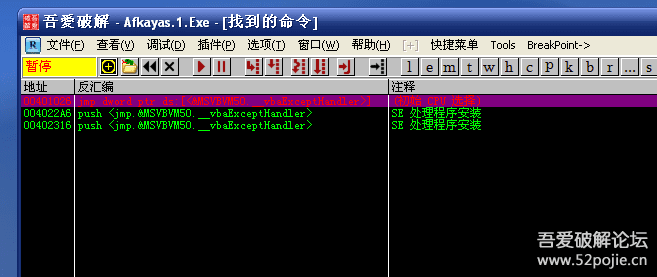 吾爱破解 - Afkayas.1.Exe - [找到的命令]
文件(F) 查看(V) 调试(D) 插件(P) 选项(T) 窗口(W) 帮助(H) [+] 快捷菜单 Tools BreakPoint->
暂停 l e m t w h c p k b r ... s
地址 反汇编 注释
00401026 jmp dword ptr ds:[<&MSVBVM50.__vbaExceptHandler>]
004022A6 push <jmp.&MSVBVM50.__vbaExceptHandler> SE 处理程序安装
00402316 push <jmp.&MSVBVM50.__vbaExceptHandler> SE 处理程序安装
吾爱破解论坛
www.52pojie.cn